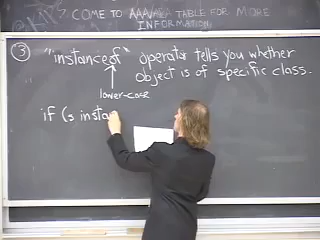 ? COME TO TABLE FOR MORE
INFORMATION
③ "instanceof" operator tells you whether
object is of specific class.
lower-case
if (s insta